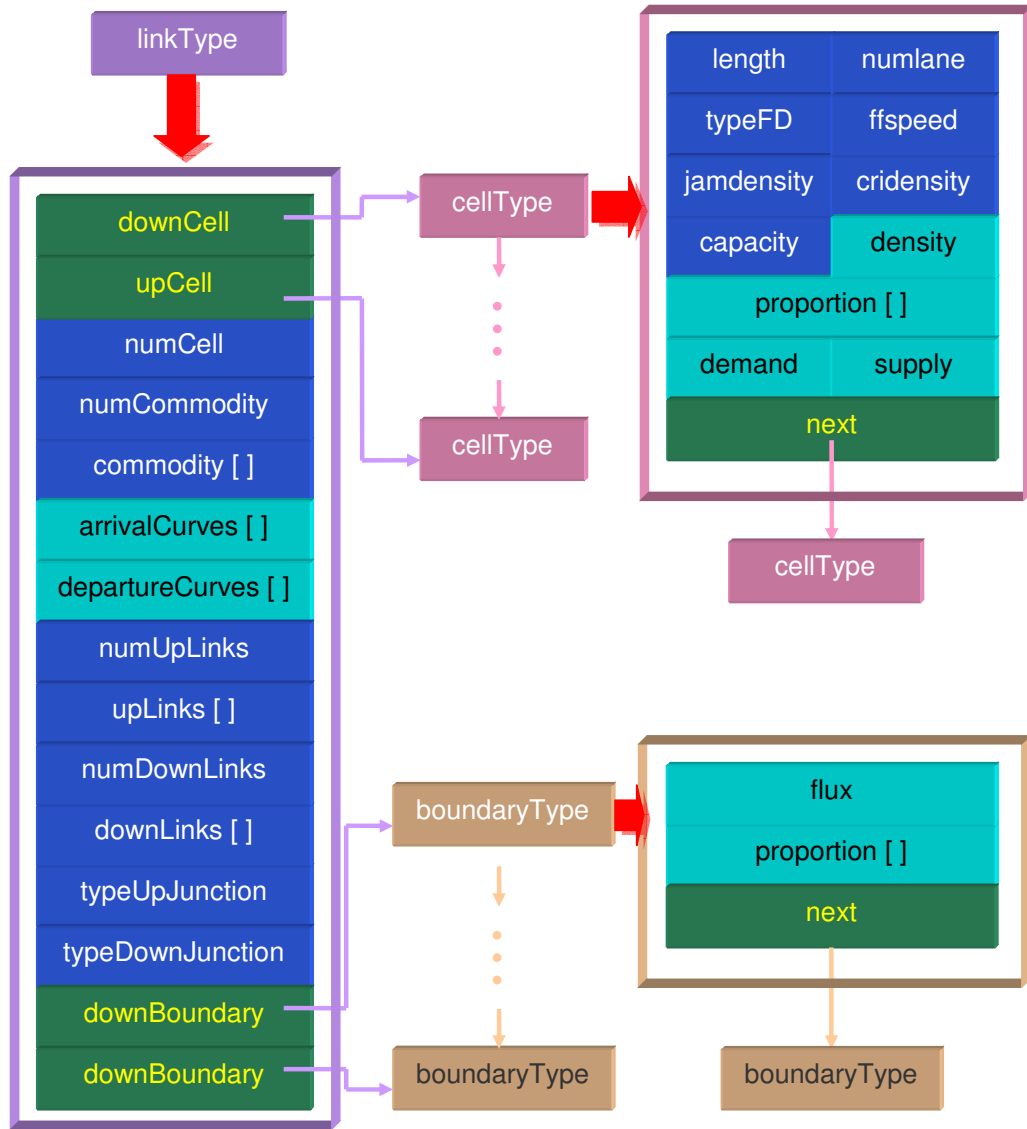 linkType
downCell
upCell
numCell
numCommodity
commodity [ ]
arrivalCurves [ ]
departureCurves [ ]
numUpLinks
upLinks [ ]
numDownLinks
downLinks [ ]
typeUpJunction
typeDownJunction
downBoundary
downBoundary
cellType
cellType
length numlane
typeFD ffspeed
jamdensity cridensity
capacity density
proportion [ ]
demand supply
next
cellType
boundaryType
boundaryType
flux
proportion [ ]
next
boundaryType